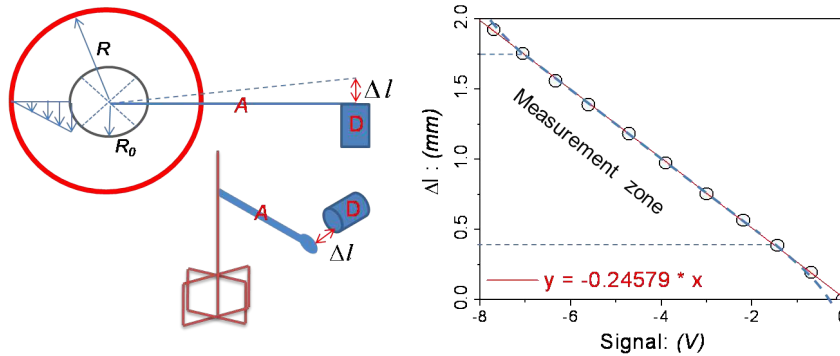 R
R₀
A
Δl
D
A
D
Δl
2.0
1.5
1.0
0.5
0.0
Δl : (mm)
Measurement zone
y = -0.24579 * x
-8 -6 -4 -2 0
Signal: (V)